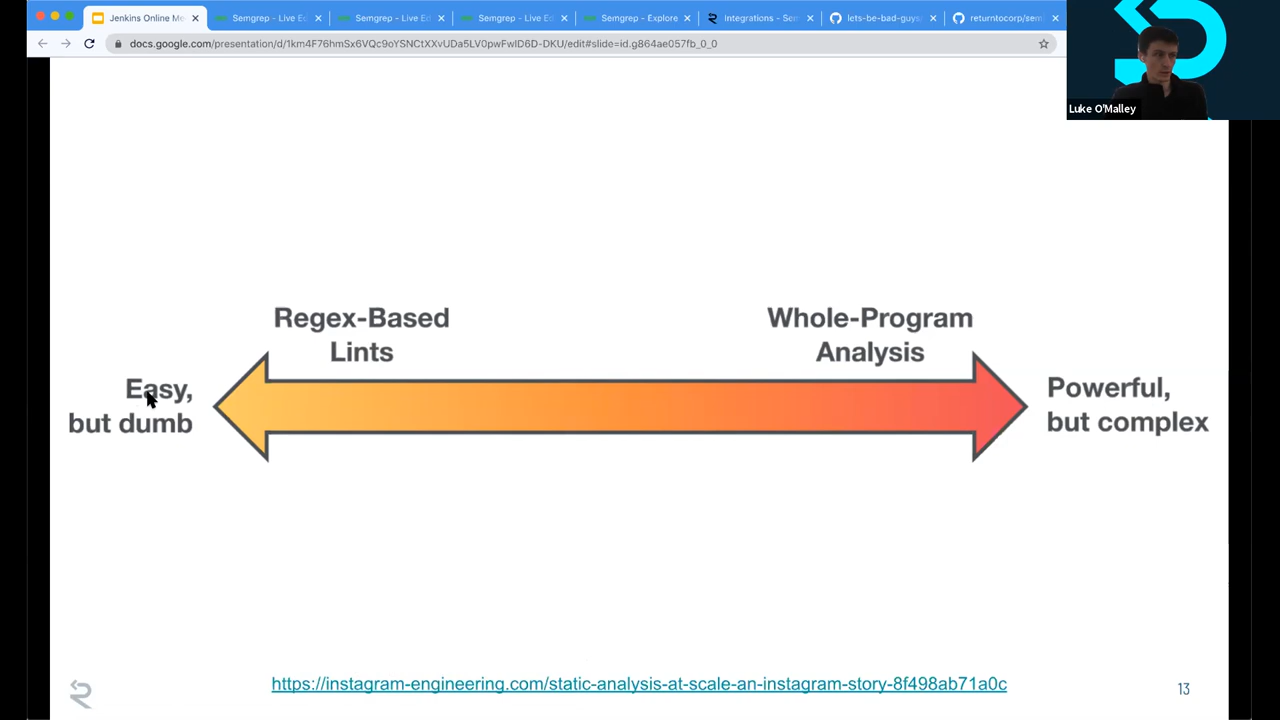 Jenkins Online Me
Semgrep - Live Ed
Semgrep - Live Ed
Semgrep - Live Ed
Semgrep - Explore
Integrations - Sem
lets-be-bad-guys
returntocorp/sem
docs.google.com/presentation/d/1km4F76hmSx6VQc9oYSNCtXXvUDa5LV0pwFwID6D-DKU/edit#slide=id.g864ae057fb_0_0
Luke O'Malley
Regex-Based
Lints
Whole-Program
Analysis
Easy,
but dumb
Powerful,
but complex
https://instagram-engineering.com/static-analysis-at-scale-an-instagram-story-8f498ab71a0c
13